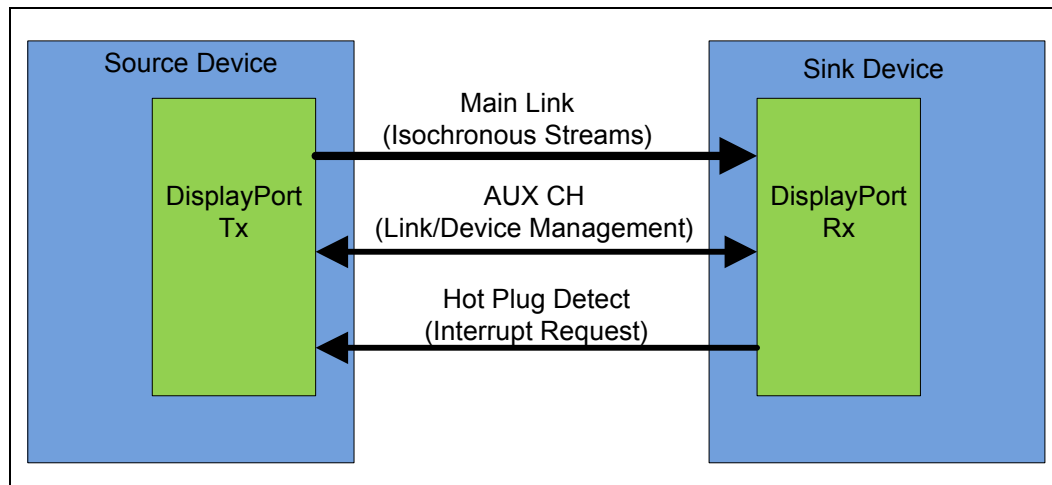 Source Device
Sink Device
Main Link
(Isochronous Streams)
DisplayPort
Tx
AUX CH
(Link/Device Management)
DisplayPort
Rx
Hot Plug Detect
(Interrupt Request)